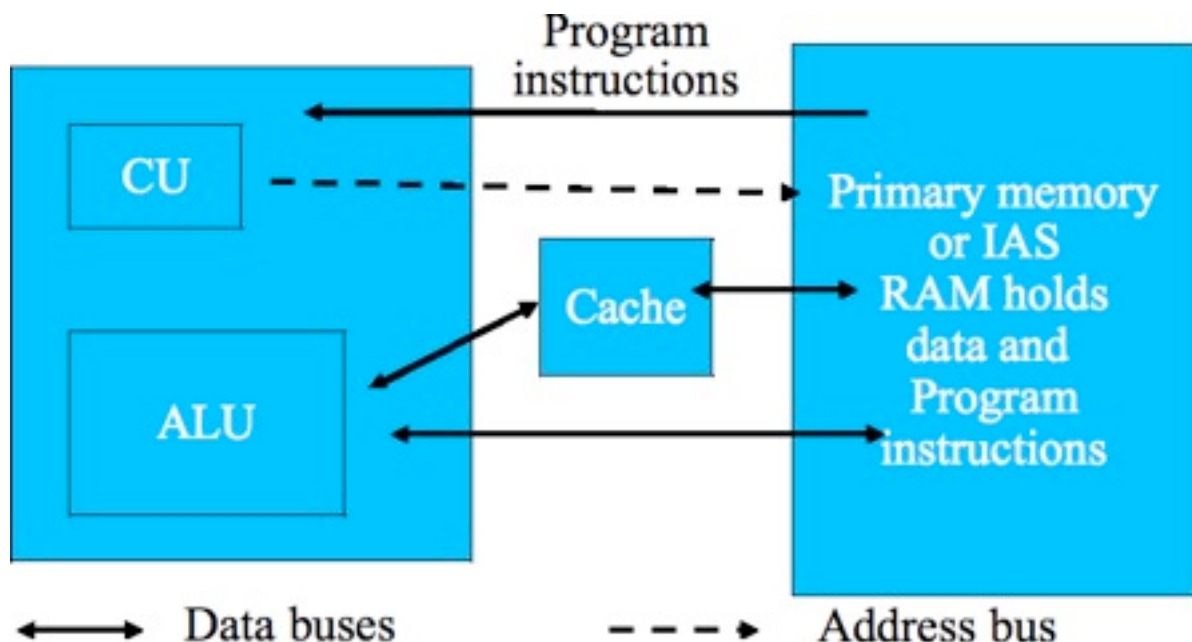 Program
instructions
CU
Primary memory
or IAS
RAM holds
data and
Program
instructions
Cache
ALU
Data buses
Address bus